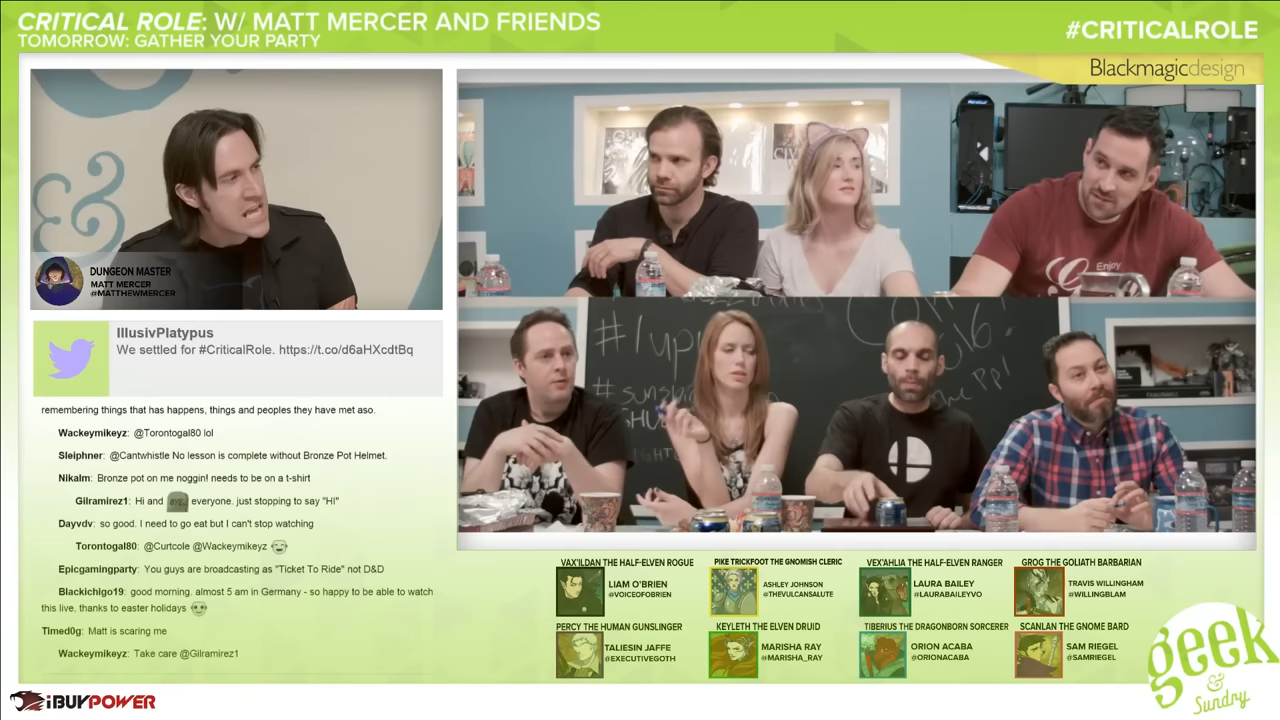 CRITICAL ROLE: W/ MATT MERCER AND FRIENDS
TOMORROW: GATHER YOUR PARTY
#CRITICALROLE
Blackmagicdesign
DUNGEON MASTER
MATT MERCER
@MATTHEWMERCER
IllusivPlatypus
We settled for #CriticalRole. https://t.co/d6aHXcdtBq
remembering things that has happens, things and peoples they have met aso.
Wackeymikeyz: @Torontogal80 lol
Sleiphner: @Cantwhistle No lesson is complete without Bronze Pot Helmet.
Nikalm: Bronze pot on me noggin! needs to be on a t-shirt
Gilramirez1: Hi and everyone. just stopping to say "HI"
Dayvdv: so good. I need to go eat but I can't stop watching
Torontogal80: @Curtcole @Wackeymikeyz
Epicgamingparty: You guys are broadcasting as "Ticket To Ride" not D&D
Blackichigo19: good morning. almost 5 am in Germany - so happy to be able to watch
this live. thanks to easter holidays
Timed0g: Matt is scaring me
Wackeymikeyz: Take care @Gilramirez1
Enjoy
&
VAX'ILDAN THE HALF-ELVEN ROGUE
LIAM O'BRIEN
@VOICEOFOBRIEN
PIKE TRICKFOOT THE GNOMISH CLERIC
ASHLEY JOHNSON
@THEVULCANSALUTE
VEX'AHLIA THE HALF-ELVEN RANGER
LAURA BAILEY
@LAURABAILEYVO
GROG THE GOLIATH BARBARIAN
TRAVIS WILLINGHAM
@WILLINGBLAM
PERCY THE HUMAN GUNSLINGER
TALIESIN JAFFE
@EXECUTIVEGOTH
KEYLETH THE ELVEN DRUID
MARISHA RAY
@MARISHA_RAY
TIBERIUS THE DRAGONBORN SORCERER
ORION ACABA
@ORIONACABA
SCANLAN THE GNOME BARD
SAM RIEGEL
@SAMRIEGEL
geek
&
Sundry
iBUYPOWER